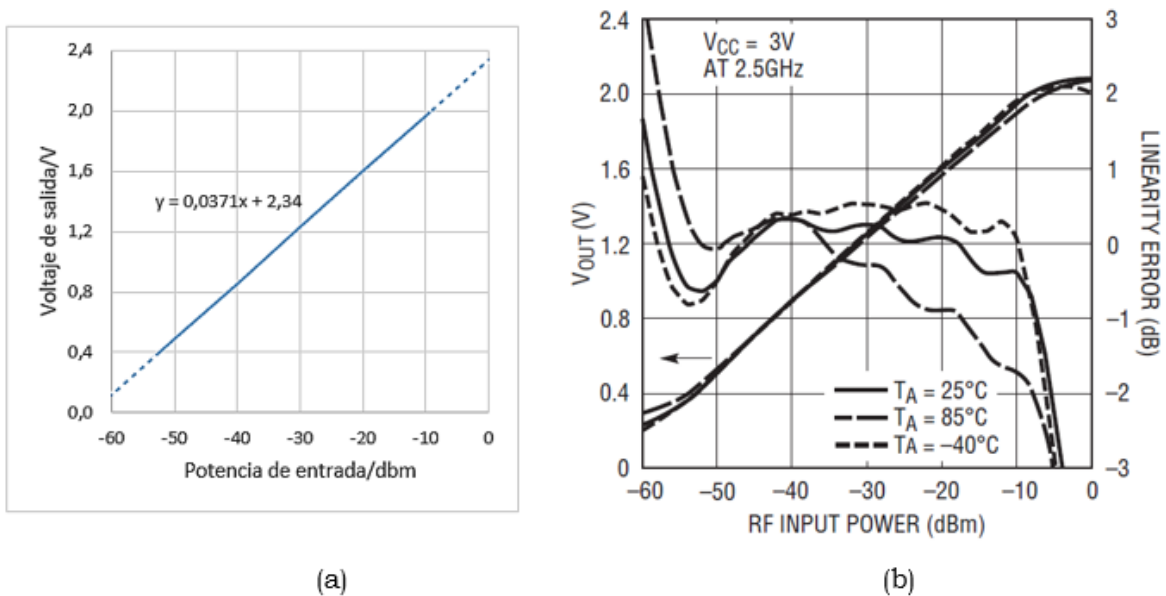 2,4
2,0
1,6
1,2
0,8
0,4
0,0
Voltaje de salida/V
y = 0,0371x + 2,34
-60 -50 -40 -30 -20 -10 0
Potencia de entrada/dbm
(a)
2.4
2.0
1.6
1.2
0.8
0.4
0
VOUT (V)
VCC = 3V
AT 2.5GHz
3
2
1
0
–1
–2
–3
LINEARITY ERROR (dB)
TA = 25°C
TA = 85°C
TA = –40°C
–60 –50 –40 –30 –20 –10 0
RF INPUT POWER (dBm)
(b)